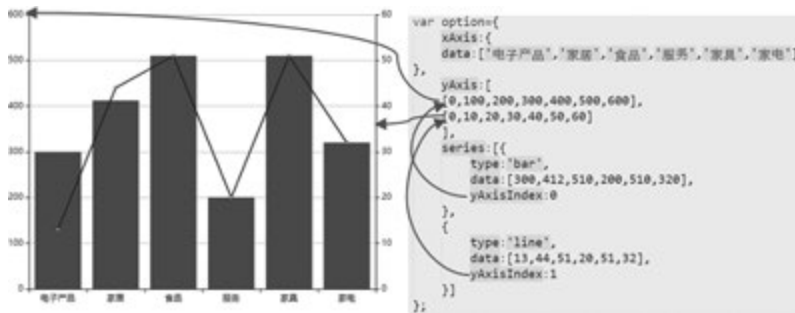 600
500
400
300
200
100
0
60
50
40
30
20
10
0
电子产品
家居
食品
服务
家具
家电
var option={
xAxis:{
data:["电子产品","家居","食品","服务","家具","家电"]
},
yAxis:[
[0,100,200,300,400,500,600],
[0,10,20,30,40,50,60]
],
series:[{
type:"bar",
data:[300,412,510,200,510,320],
yAxisIndex:0
},
{
type:"line",
data:[13,44,51,20,51,32],
yAxisIndex:1
}]
};